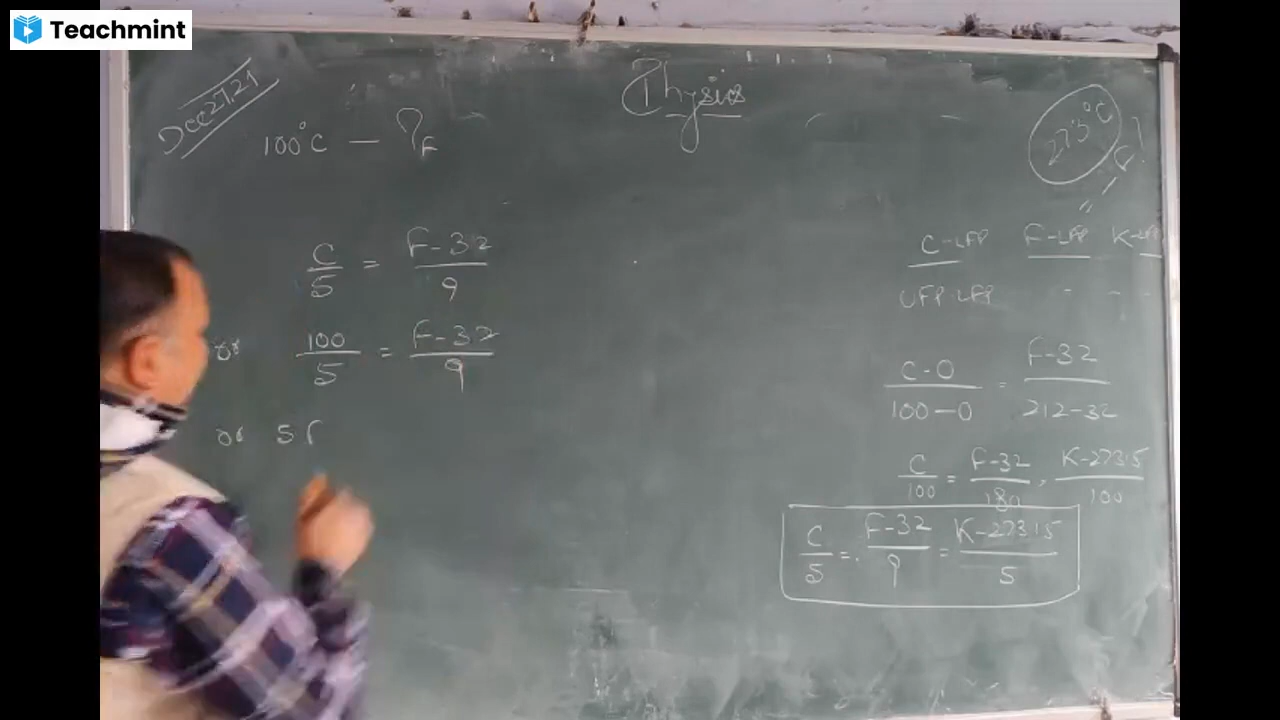 Teachmint
Dec 27, 21
Physics
100°C — ?F
273°C
C/5 = F-32/9
or 100/5 = F-32/9
or 5F
C-LFP F-LFP K-LFP
UFP LFP - - -
C-0/100-0 = F-32/212-32
C/100 = F-32/180, K-273.15/100
C/5 = F-32/9 = K-273.15/5